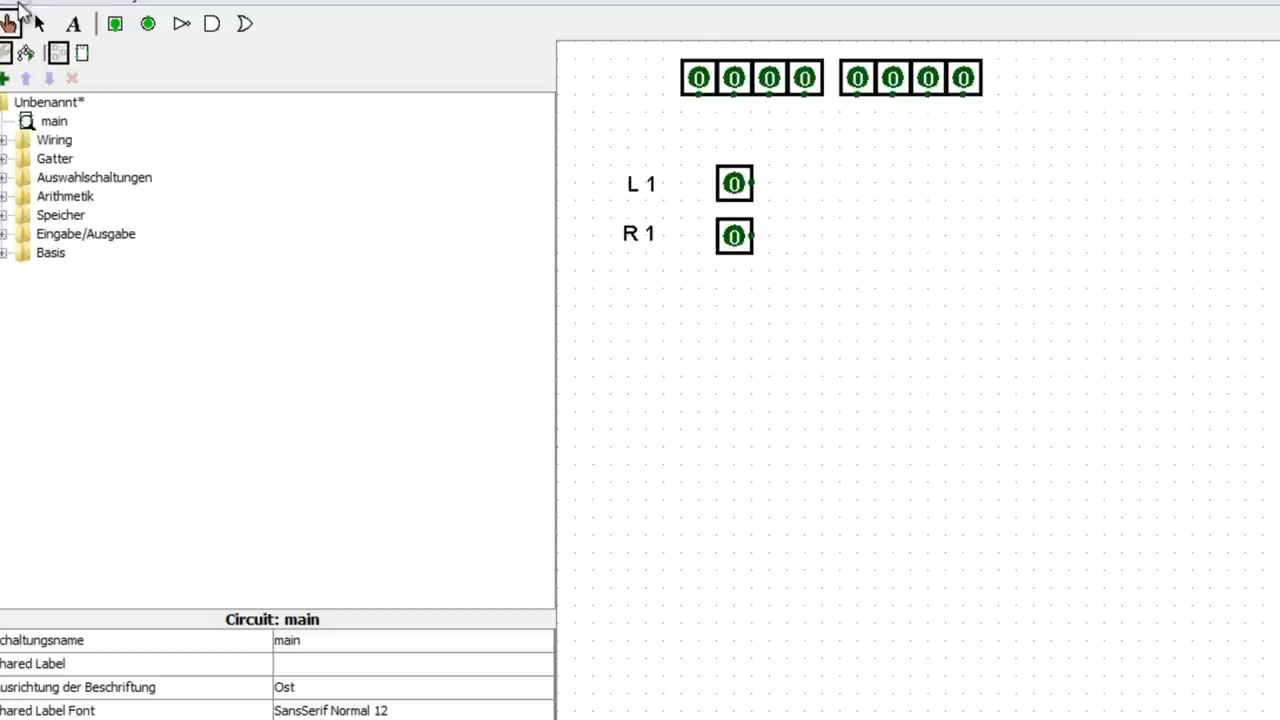 A
0 0 0 0 0 0 0 0
Unbenannt*
main
Wiring
Gatter
Auswahlschaltungen
Arithmetik
Speicher
Eingabe/Ausgabe
Basis
L 1 0
R 1 0
Circuit: main
chaltungsname main
hared Label
usrichtung der Beschriftung Ost
hared Label Font SansSerif Normal 12